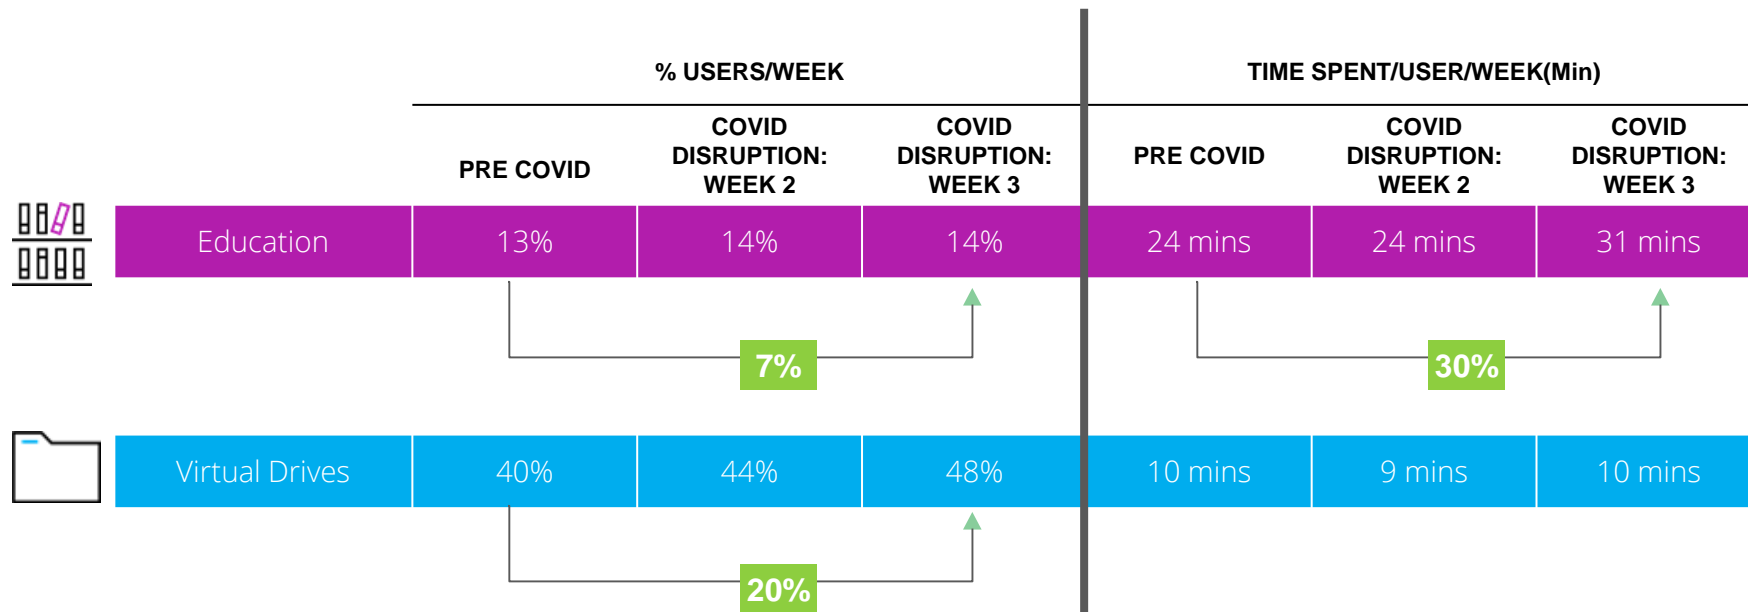 % USERS/WEEK
TIME SPENT/USER/WEEK(Min)
PRE COVID
COVID
DISRUPTION:
WEEK 2
COVID
DISRUPTION:
WEEK 3
PRE COVID
COVID
DISRUPTION:
WEEK 2
COVID
DISRUPTION:
WEEK 3
Education
13%
14%
14%
24 mins
24 mins
31 mins
7%
30%
Virtual Drives
40%
44%
48%
10 mins
9 mins
10 mins
20%